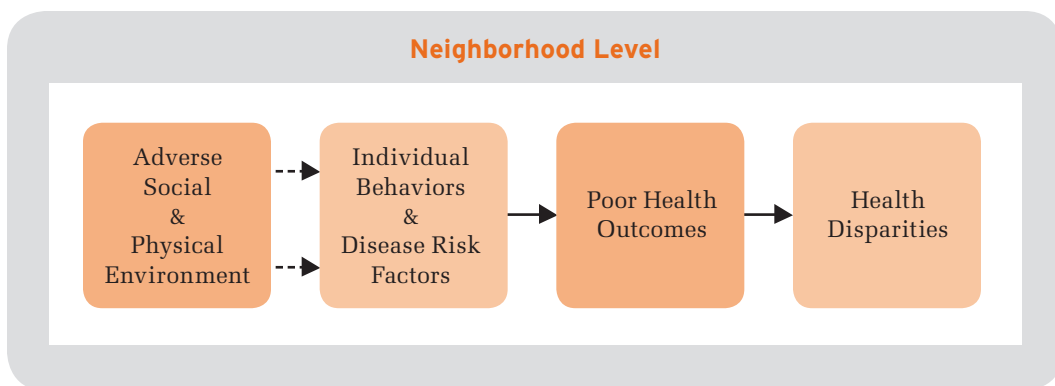 Neighborhood Level
Adverse
Social
&
Physical
Environment
Individual
Behaviors
&
Disease Risk
Factors
Poor Health
Outcomes
Health
Disparities